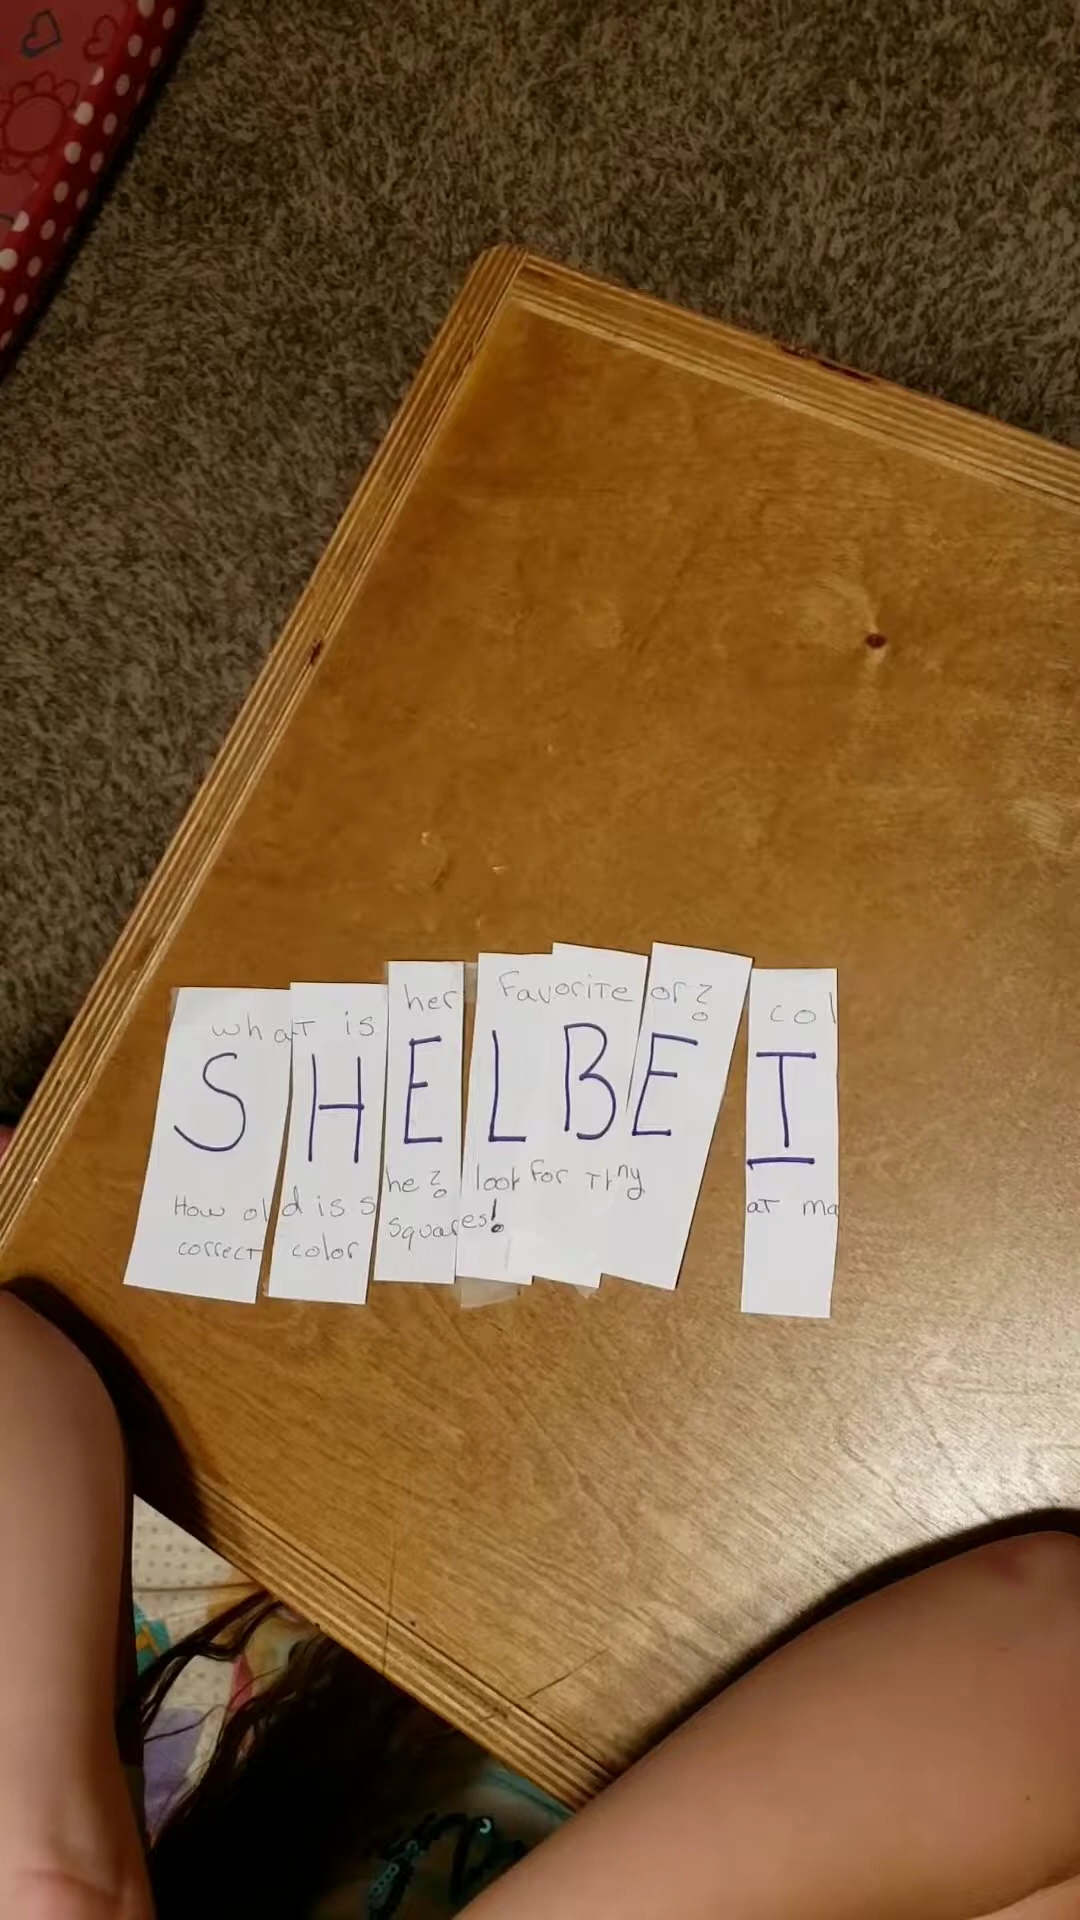 what is her Favorite or? col
SHELBE I
How old is she? look For TINy at ma
correct color squares!